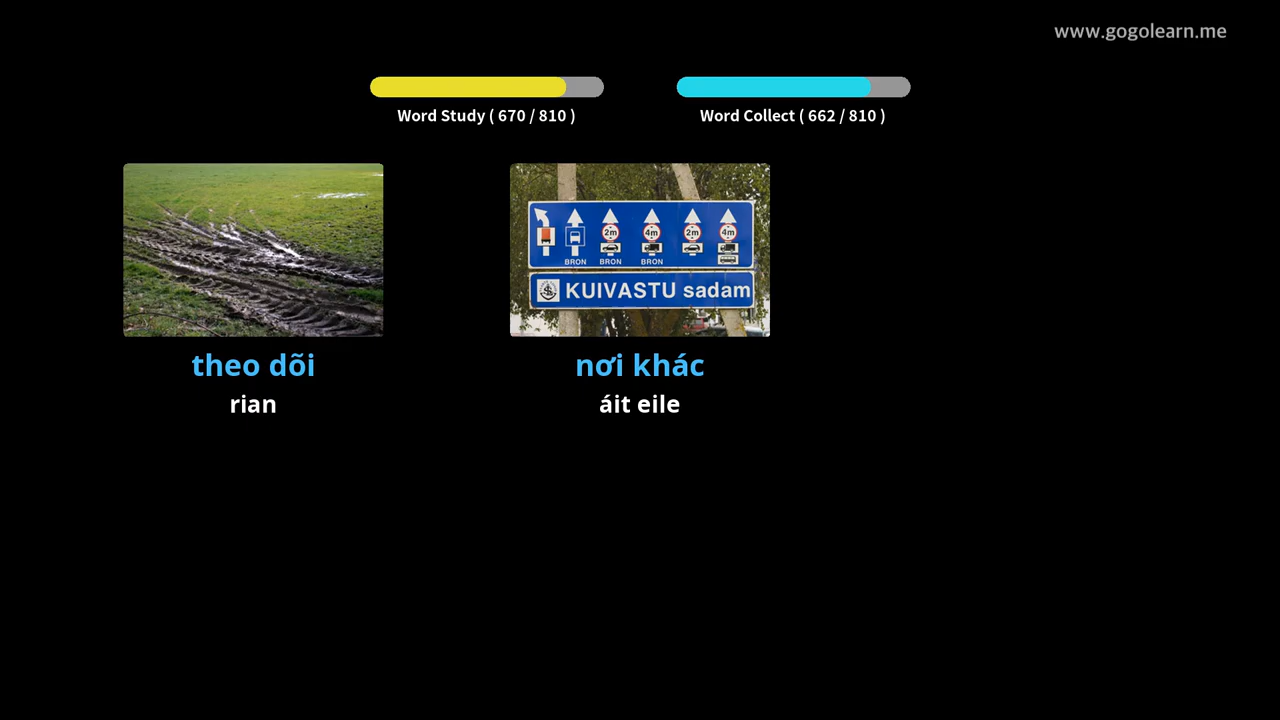 www.gogolearn.me
Word Study ( 670 / 810 )
Word Collect ( 662 / 810 )
2m 4m 2m 4m
BRON BRON BRON
KUIVASTU sadam
theo dõi
nơi khác
rian
áit eile